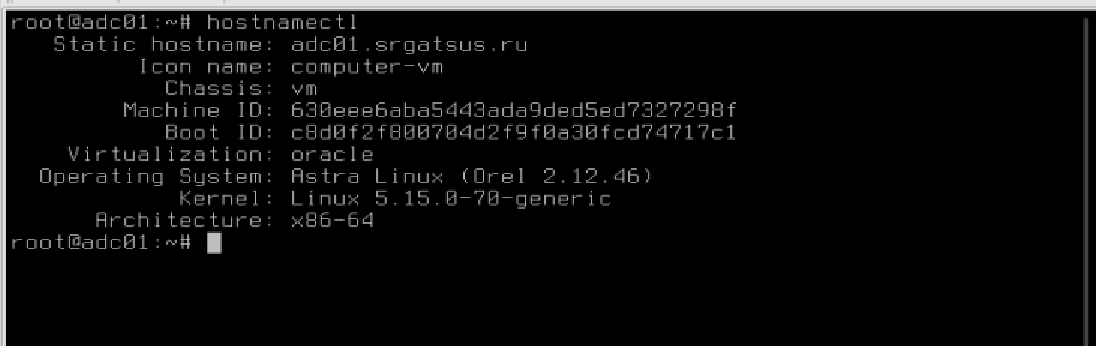 root@adc01:~# hostnamectl
Static hostname: adc01.srgatsus.ru
Icon name: computer-vm
Chassis: vm
Machine ID: 630eee6aba5443ada9ded5ed7327298f
Boot ID: c8d0f2f800704d2f9f0a30fcd74717c1
Virtualization: oracle
Operating System: Astra Linux (Orel 2.12.46)
Kernel: Linux 5.15.0-70-generic
Architecture: x86-64
root@adc01:~#